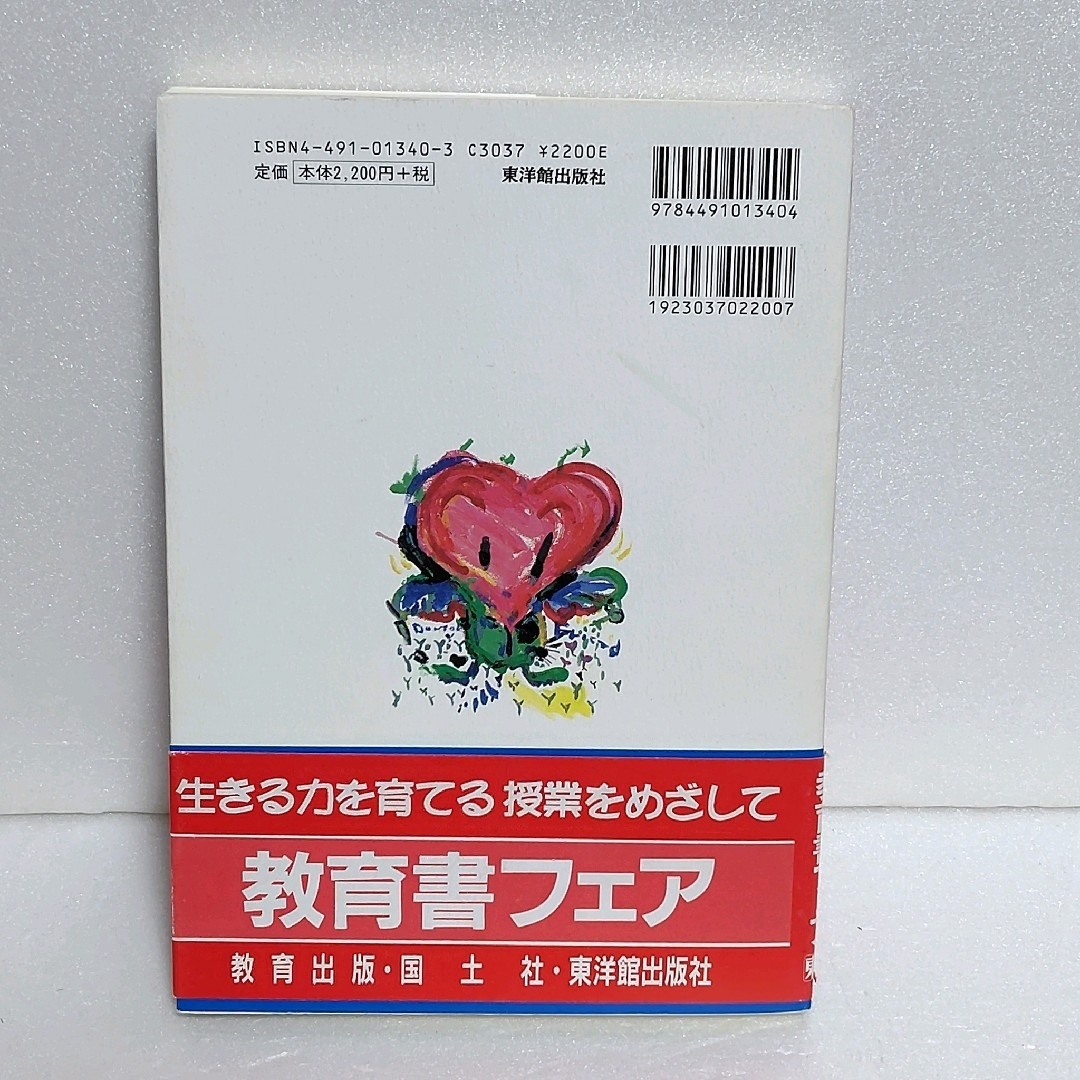 ISBN4-491-01340-3 C3037 ¥2200E
定価 本体2,200円+税 東洋館出版社
9784491013404
1923037022007
生きる力を育てる 授業をめざして
教育書フェア
教育出版・国土社・東洋館出版社